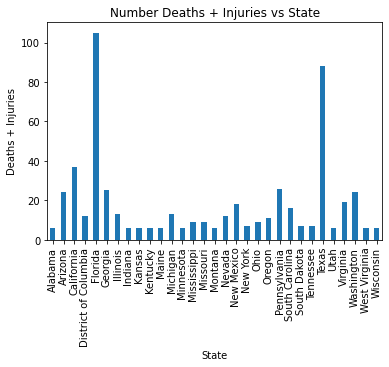 Number Deaths + Injuries vs State
Deaths + Injuries
100
80
60
40
20
0
Alabama
Arizona
California
District of Columbia
Florida
Georgia
Illinois
Indiana
Kansas
Kentucky
Maine
Michigan
Minnesota
Mississippi
Missouri
Montana
Nevada
New Mexico
New York
Ohio
Oregon
Pennsylvania
South Carolina
South Dakota
Tennessee
Texas
Utah
Virginia
Washington
West Virginia
Wisconsin
State